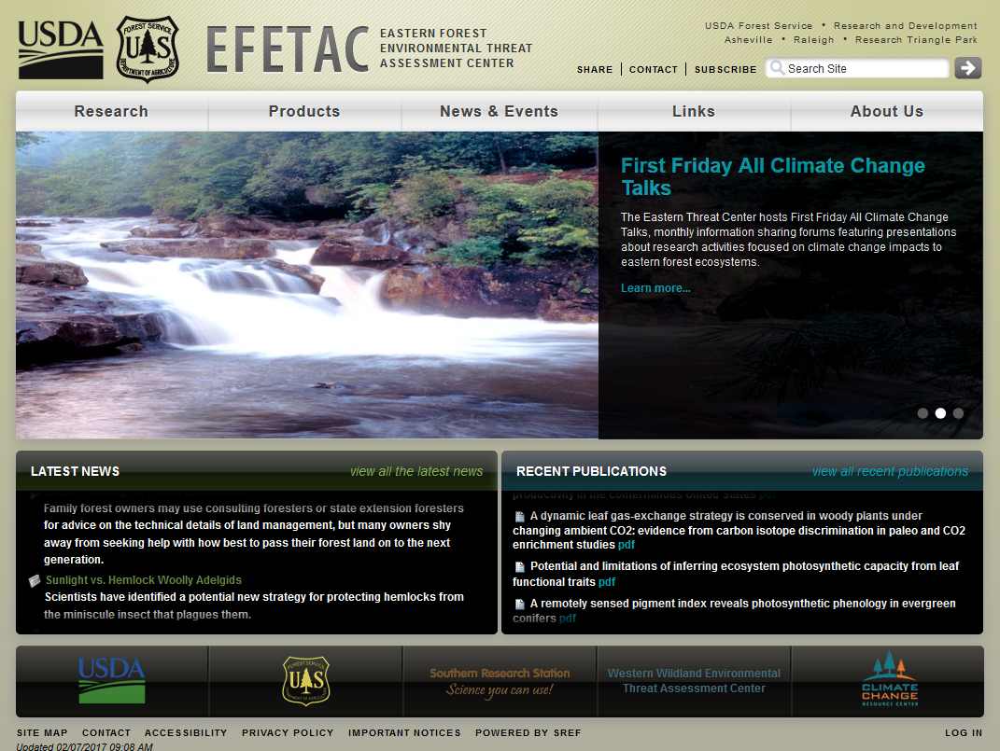 USDA
FOREST SERVICE
U S
DEPARTMENT OF AGRICULTURE
EFETAC
EASTERN FOREST
ENVIRONMENTAL THREAT
ASSESSMENT CENTER
USDA Forest Service • Research and Development
Asheville • Raleigh • Research Triangle Park
SHARE | CONTACT | SUBSCRIBE
Search Site
Research
Products
News & Events
Links
About Us
First Friday All Climate Change
Talks
The Eastern Threat Center hosts First Friday All Climate Change
Talks, monthly information sharing forums featuring presentations
about research activities focused on climate change impacts to
eastern forest ecosystems.
Learn more...
LATEST NEWS
view all the latest news
Family forest owners may use consulting foresters or state extension foresters
for advice on the technical details of land management, but many owners shy
away from seeking help with how best to pass their forest land on to the next
generation.
Sunlight vs. Hemlock Woolly Adelgids
Scientists have identified a potential new strategy for protecting hemlocks from
the miniscule insect that plagues them.
RECENT PUBLICATIONS
view all recent publications
productivity in the conterminous United States pdf
A dynamic leaf gas-exchange strategy is conserved in woody plants under
changing ambient CO2: evidence from carbon isotope discrimination in paleo and CO2
enrichment studies pdf
Potential and limitations of inferring ecosystem photosynthetic capacity from leaf
functional traits pdf
A remotely sensed pigment index reveals photosynthetic phenology in evergreen
conifers pdf
USDA
FOREST SERVICE
U S
DEPARTMENT OF AGRICULTURE
Southern Research Station
Science you can use!
Western Wildland Environmental
Threat Assessment Center
CLIMATE
CHANGE
RESOURCE CENTER
SITE MAP CONTACT ACCESSIBILITY PRIVACY POLICY IMPORTANT NOTICES POWERED BY SREF
LOG IN
Updated 02/07/2017 09:08 AM